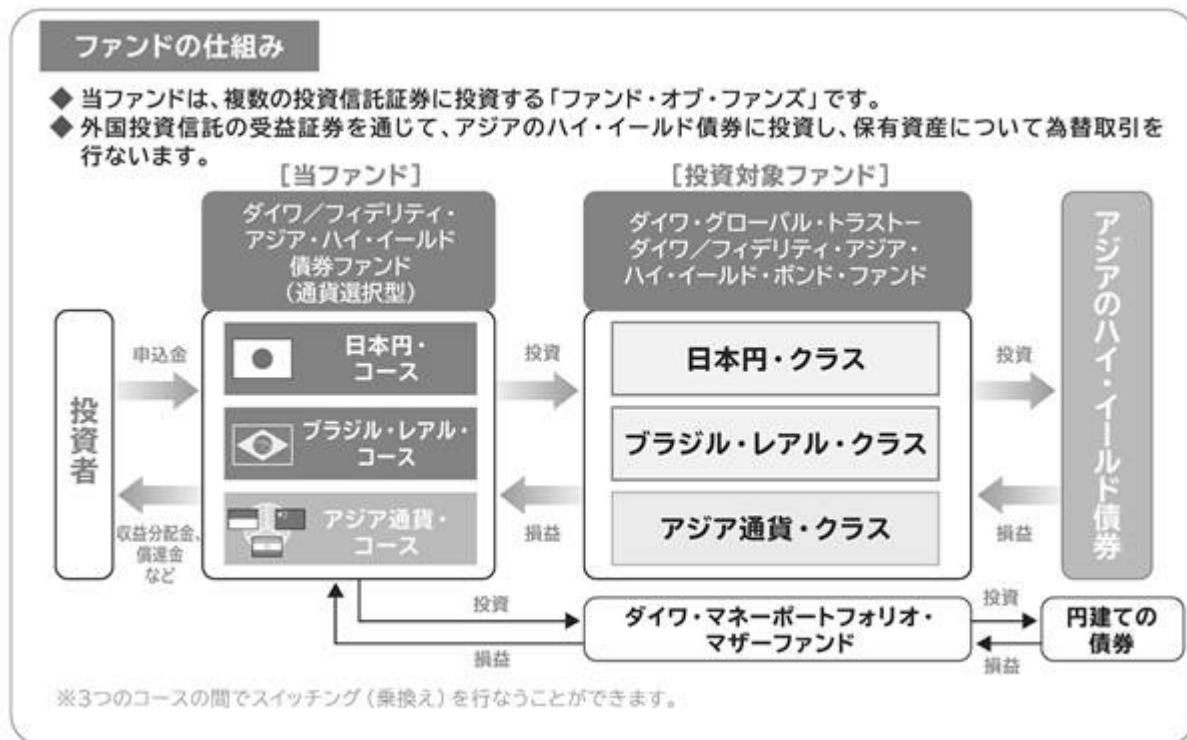 ファンドの仕組み
◆ 当ファンドは、複数の投資信託証券に投資する「ファンド・オブ・ファンズ」です。
◆ 外国投資信託の受益証券を通じて、アジアのハイ・イールド債券に投資し、保有資産について為替取引を
行ないます。
［当ファンド］
［投資対象ファンド］
ダイワ／フィデリティ・
アジア・ハイ・イールド
債券ファンド
（通貨選択型）
ダイワ・グローバル・トラスト－
ダイワ／フィデリティ・アジア・
ハイ・イールド・ボンド・ファンド
投資者
申込金
収益分配金、
償還金
など
日本円・
コース
ブラジル・レアル・
コース
アジア通貨・
コース
投資
損益
日本円・クラス
ブラジル・レアル・クラス
アジア通貨・クラス
投資
損益
アジアのハイ・イールド債券
投資
損益
ダイワ・マネーポートフォリオ・
マザーファンド
投資
損益
円建ての
債券
※3つのコースの間でスイッチング（乗換え）を行なうことができます。